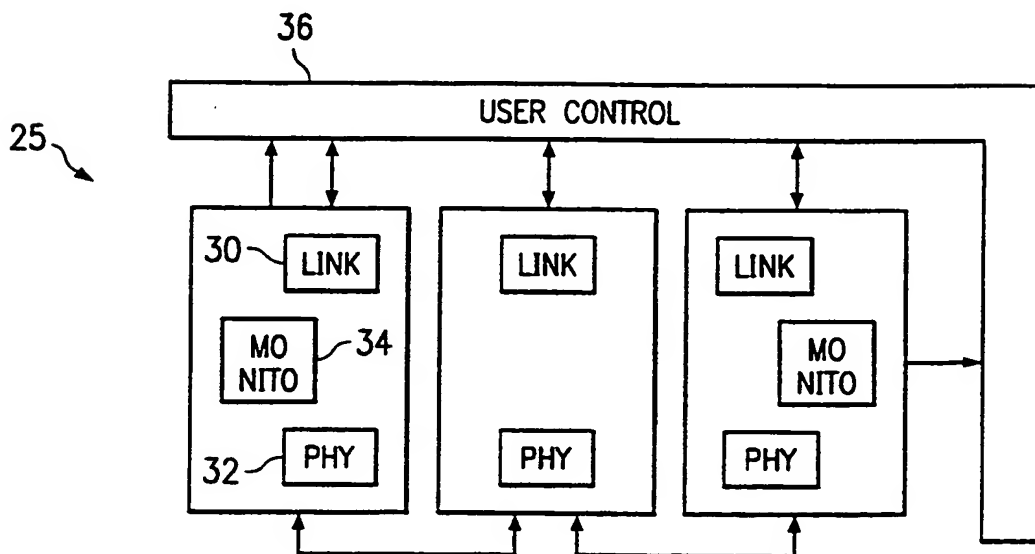 36
USER CONTROL
25
30
LINK
LINK
LINK
MO
NITO
34
MO
NITO
32
PHY
PHY
PHY